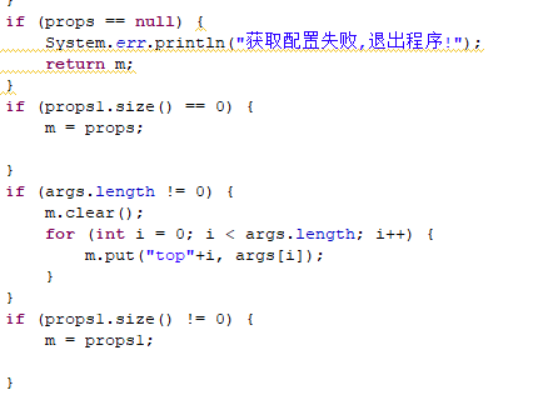 }
if (props == null) {
    System.err.println("获取配置失败,退出程序!");
    return m;
}
if (props1.size() == 0) {
    m = props;

}
if (args.length != 0) {
    m.clear();
    for (int i = 0; i < args.length; i++) {
        m.put("top"+i, args[i]);
    }
}
if (props1.size() != 0) {
    m = props1;

}